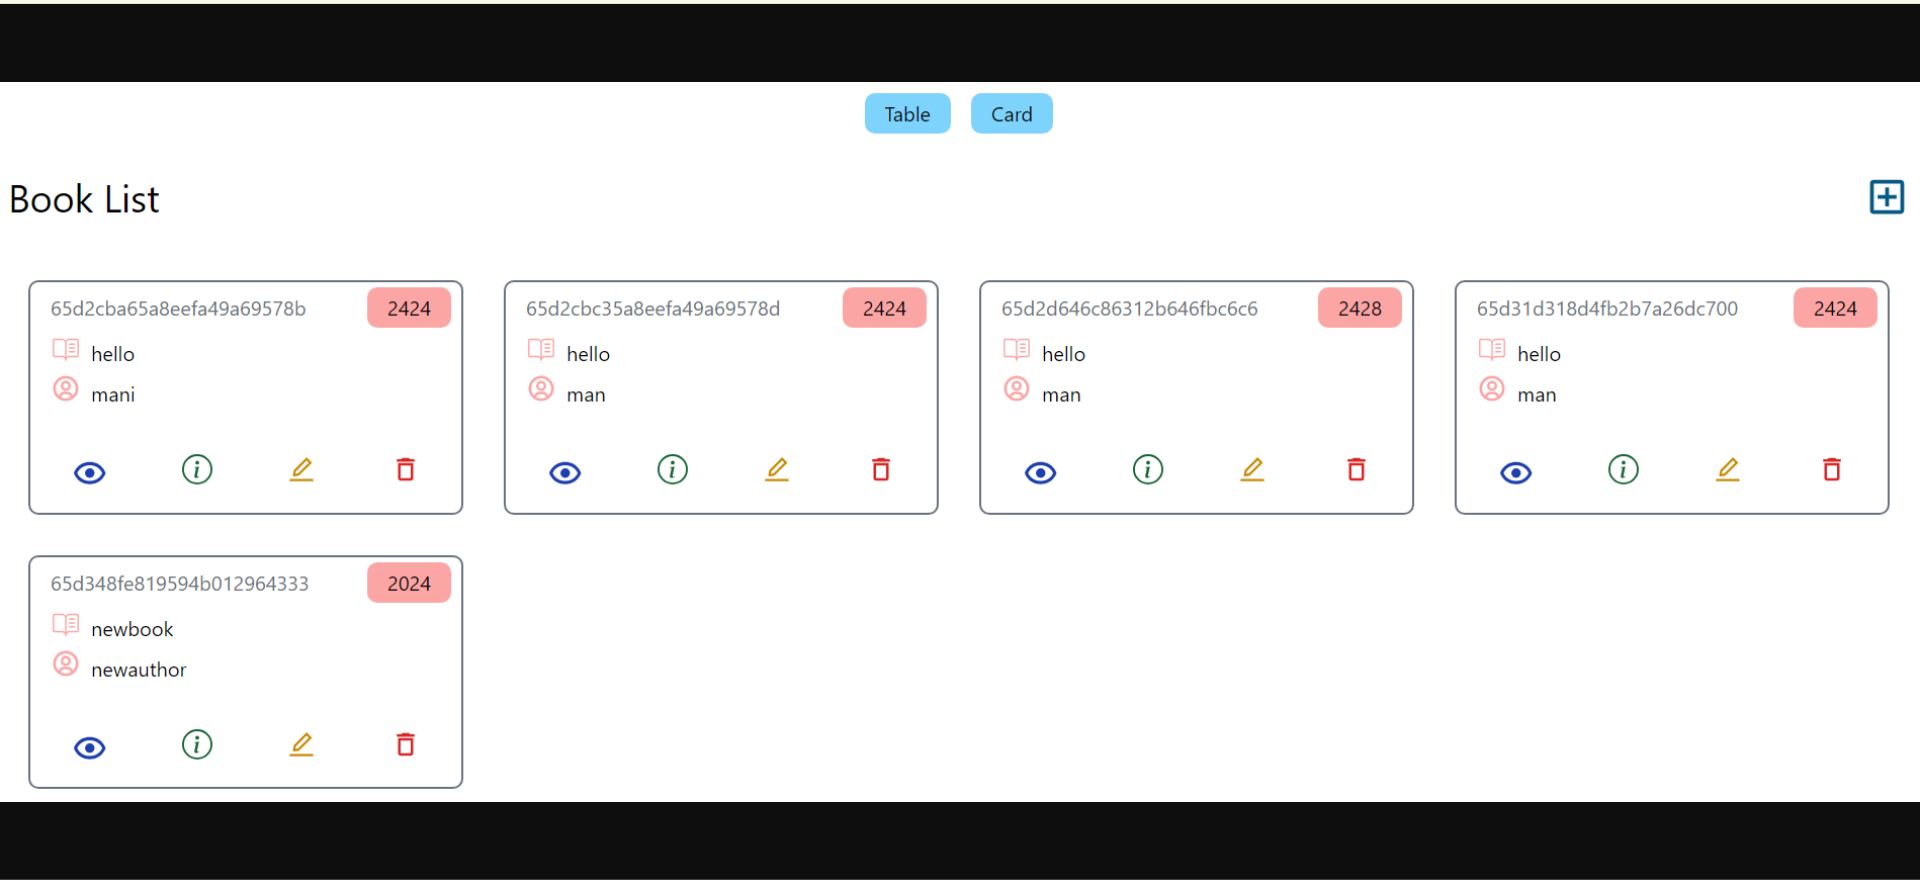 Table Card
Book List
65d2cba65a8eefa49a69578b 2424
hello
mani
65d2cbc35a8eefa49a69578d 2424
hello
man
65d2d646c86312b646fbc6c6 2428
hello
man
65d31d318d4fb2b7a26dc700 2424
hello
man
65d348fe819594b012964333 2024
newbook
newauthor